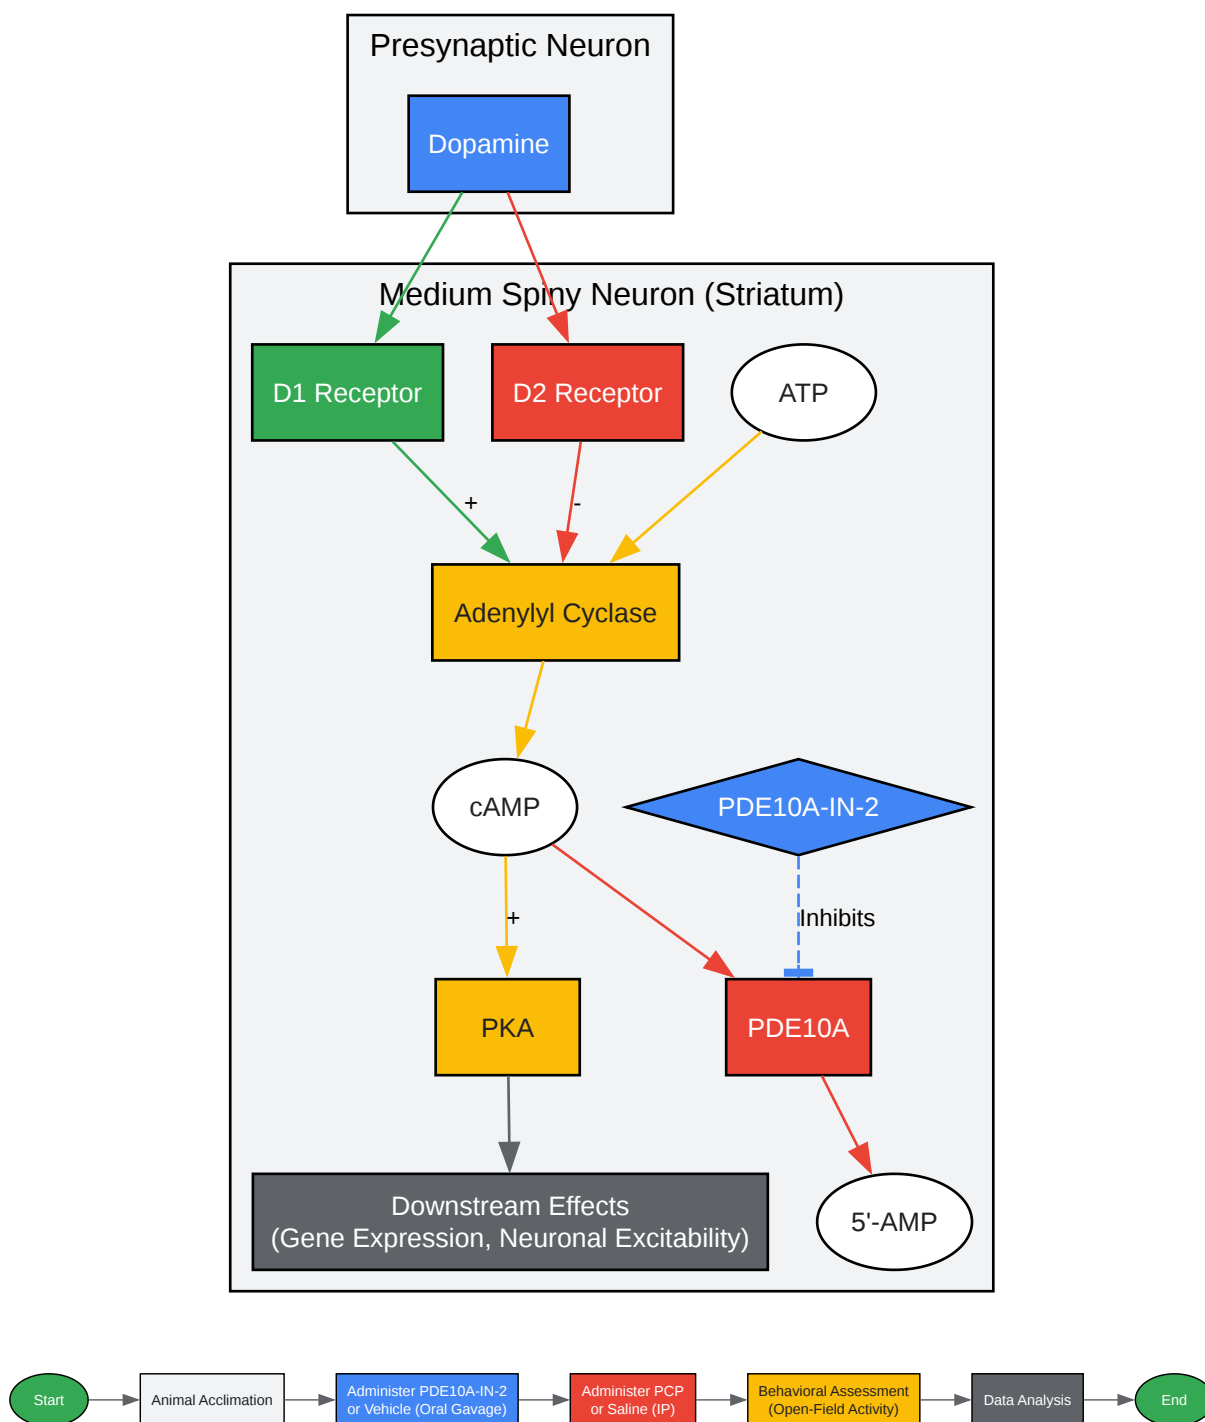 Presynaptic Neuron
Dopamine
Medium Spiny Neuron (Striatum)
D1 Receptor
D2 Receptor
ATP
+
-
Adenylyl Cyclase
cAMP
PDE10A-IN-2
+
Inhibits
PKA
PDE10A
Downstream Effects
(Gene Expression, Neuronal Excitability)
5'-AMP
Start
Animal Acclimation
Administer PDE10A-IN-2
or Vehicle (Oral Gavage)
Administer PCP
or Saline (IP)
Behavioral Assessment
(Open-Field Activity)
Data Analysis
End